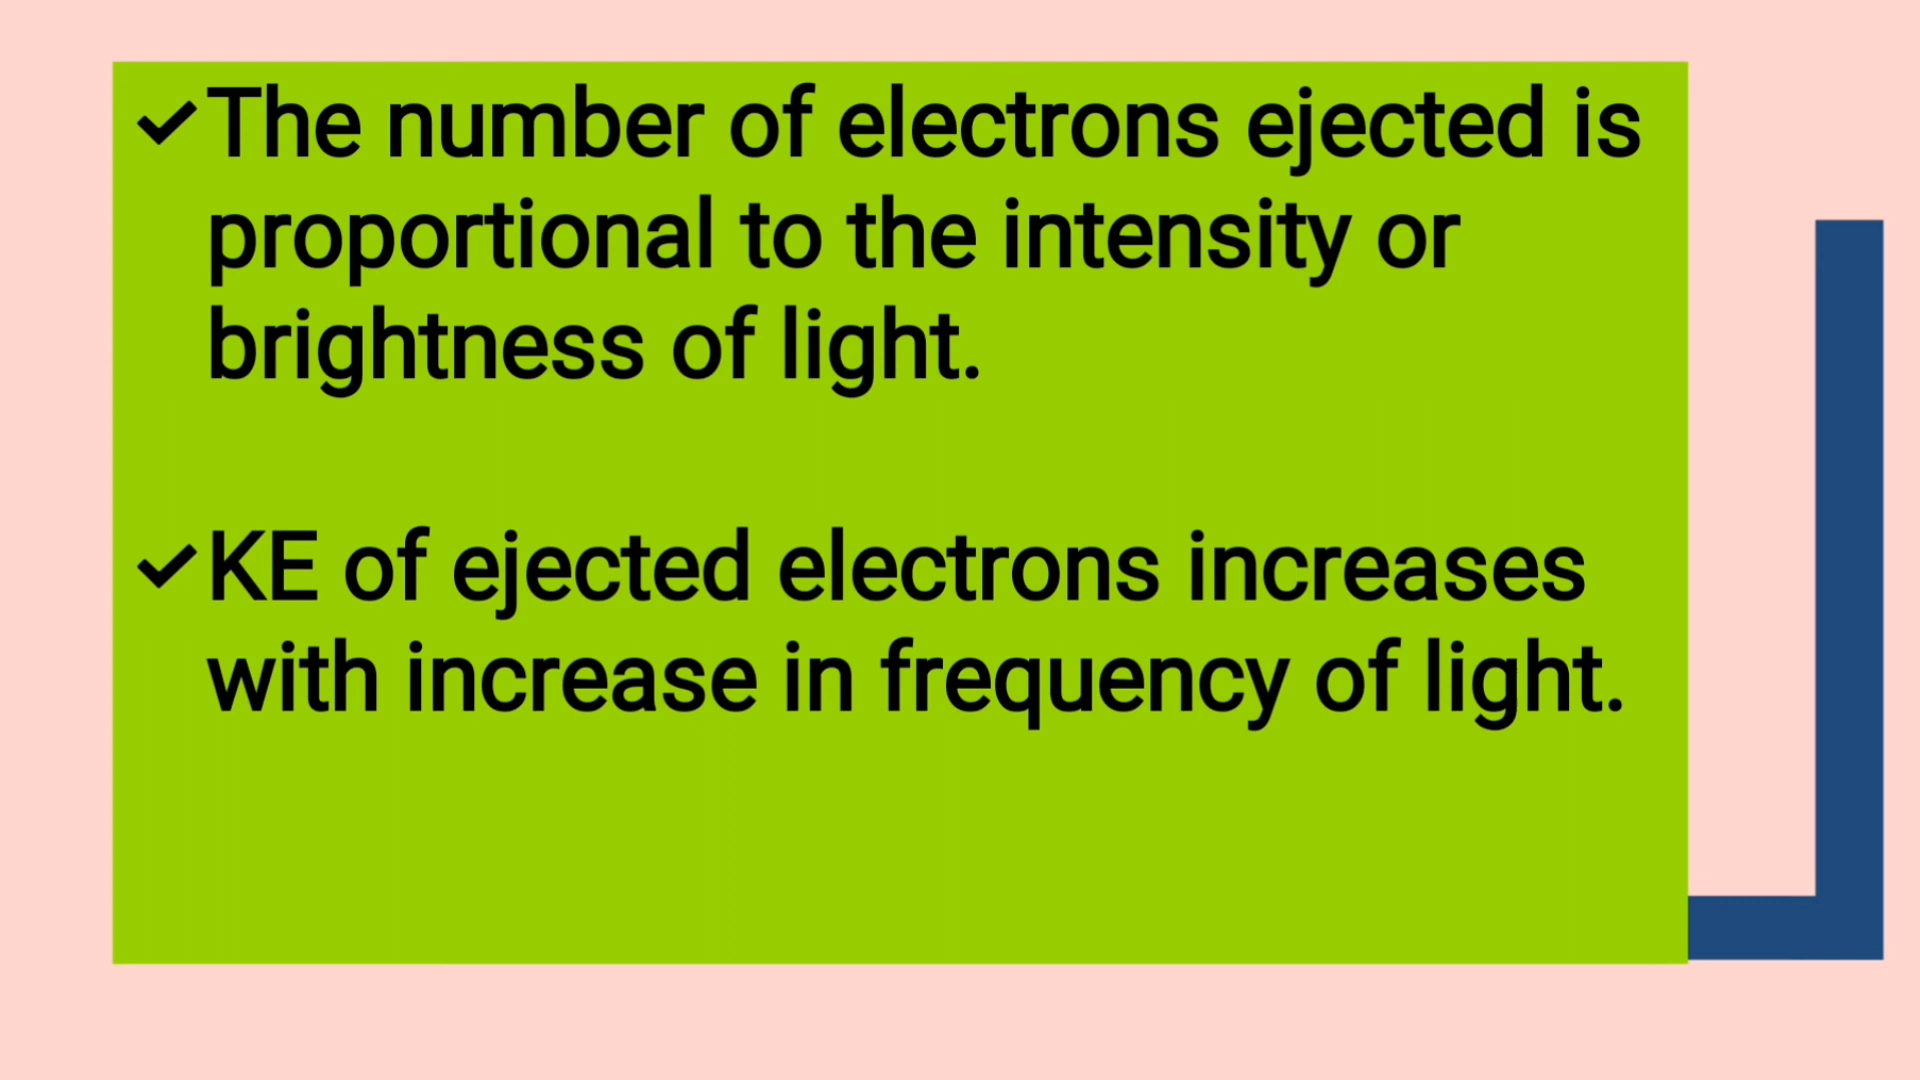 ✓The number of electrons ejected is
proportional to the intensity or
brightness of light.
✓KE of ejected electrons increases
with increase in frequency of light.